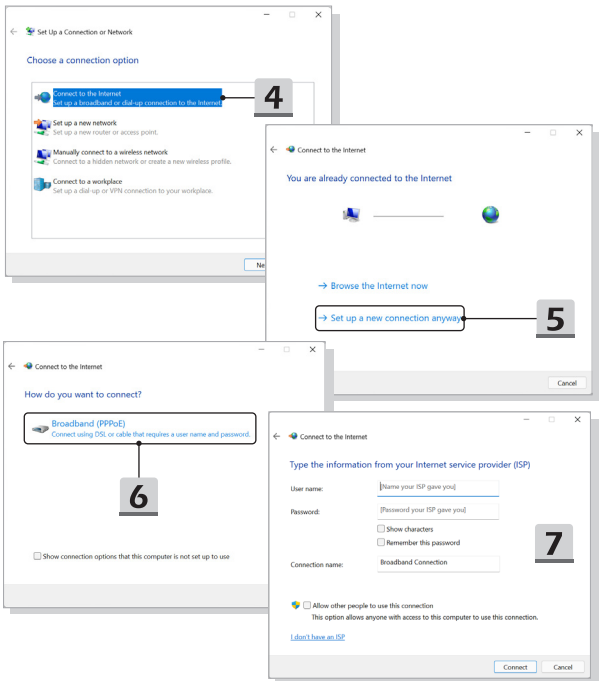 Set Up a Connection or Network
Choose a connection option
Connect to the Internet
Set up a broadband or dial-up connection to the Internet.
4
Set up a new network
Set up a new router or access point.
Manually connect to a wireless network
Connect to a hidden network or create a new wireless profile.
Connect to a workplace
Set up a dial-up or VPN connection to your workplace.
Ne
Connect to the Internet
You are already connected to the Internet
→ Browse the Internet now
→ Set up a new connection anyway
5
Cancel
Connect to the Internet
How do you want to connect?
Broadband (PPPoE)
Connect using DSL or cable that requires a user name and password.
6
Show connection options that this computer is not set up to use
Connect to the Internet
Type the information from your Internet service provider (ISP)
User name: [Name your ISP gave you]
Password: [Password your ISP gave you]
Show characters
Remember this password
7
Connection name: Broadband Connection
Allow other people to use this connection
This option allows anyone with access to this computer to use this connection.
I don't have an ISP
Connect Cancel